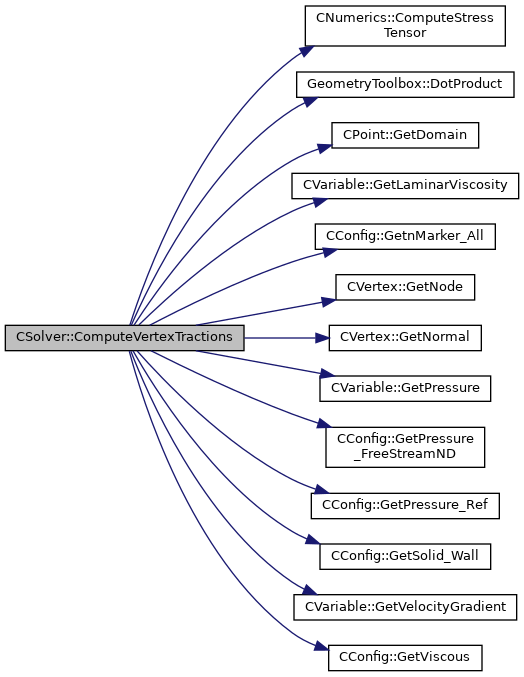 CSolver::ComputeVertexTractions
CNumerics::ComputeStress
Tensor
GeometryToolbox::DotProduct
CPoint::GetDomain
CVariable::GetLaminarViscosity
CConfig::GetnMarker_All
CVertex::GetNode
CVertex::GetNormal
CVariable::GetPressure
CConfig::GetPressure
_FreeStreamND
CConfig::GetPressure_Ref
CConfig::GetSolid_Wall
CVariable::GetVelocityGradient
CConfig::GetViscous